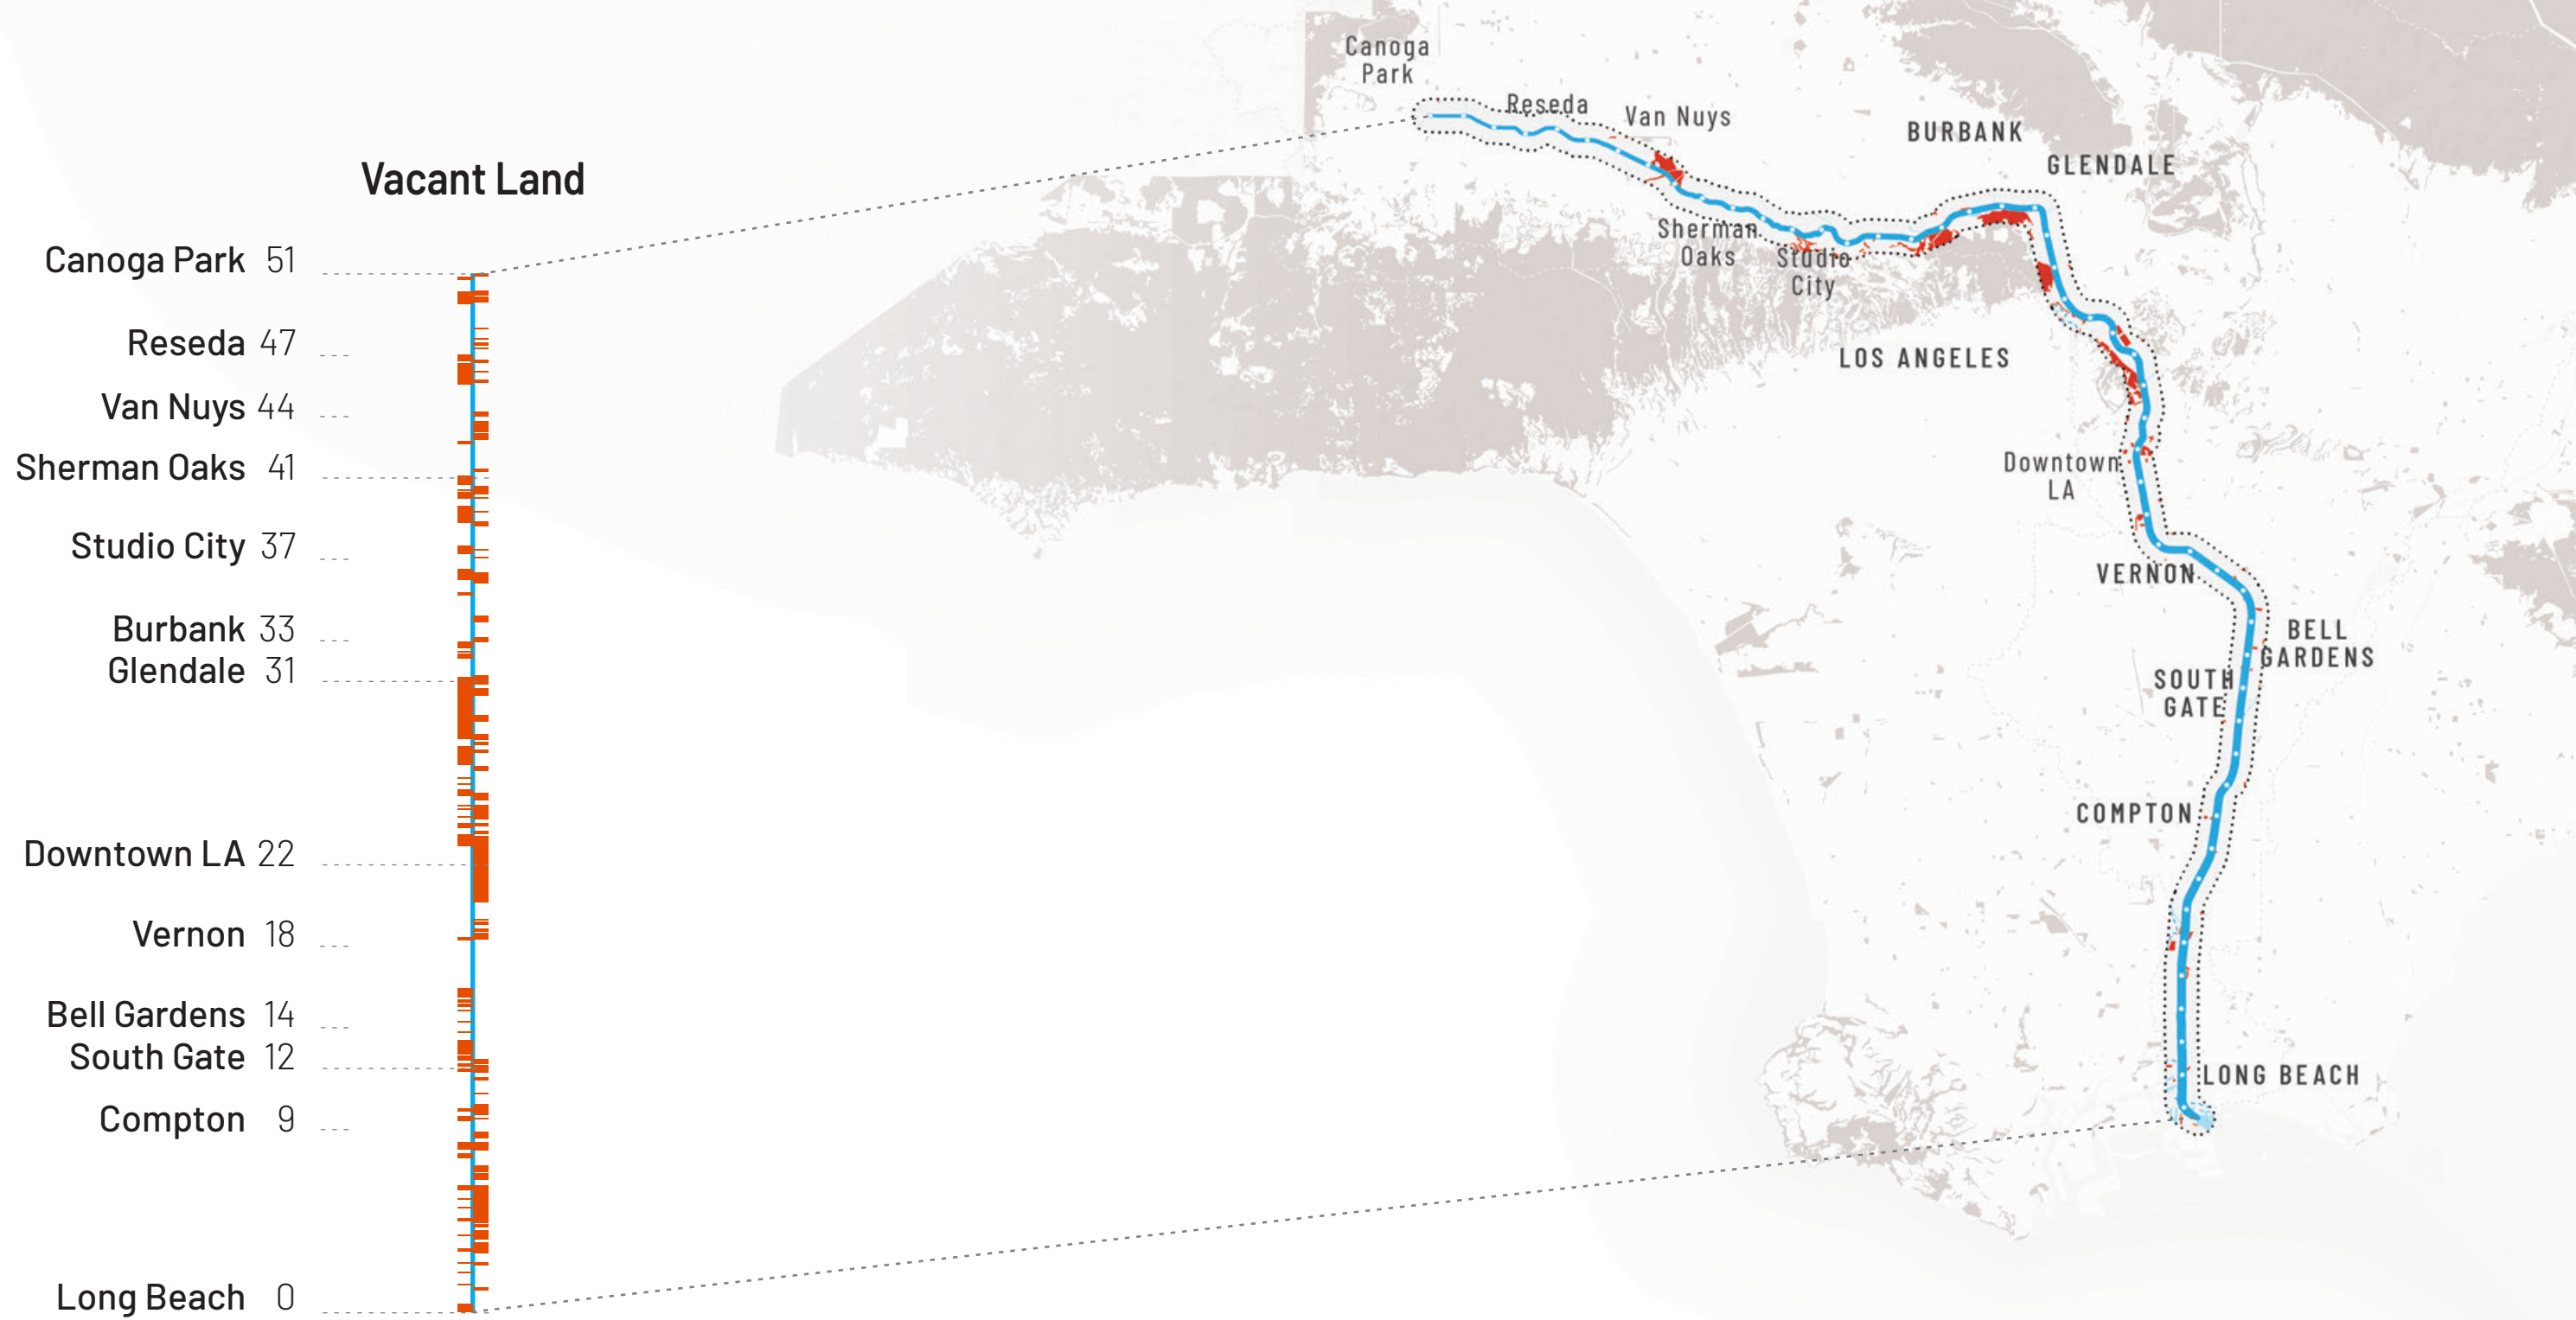 Vacant Land
Canoga Park 51
Reseda 47
Van Nuys 44
Sherman Oaks 41
Studio City 37
Burbank 33
Glendale 31
Downtown LA 22
Vernon 18
Bell Gardens 14
South Gate 12
Compton 9
Long Beach 0
Canoga
Park
Reseda
Van Nuys
BURBANK
GLENDALE
Sherman
Oaks
Studio
City
LOS ANGELES
Downtown
LA
VERNON
BELL
GARDENS
SOUTH
GATE
COMPTON
LONG BEACH